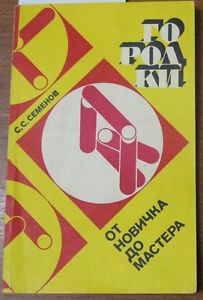 ГО
РОД
КИ
С.С. СЕМЕНОВ
ОТ
НОВИЧКА
ДО
МАСТЕРА